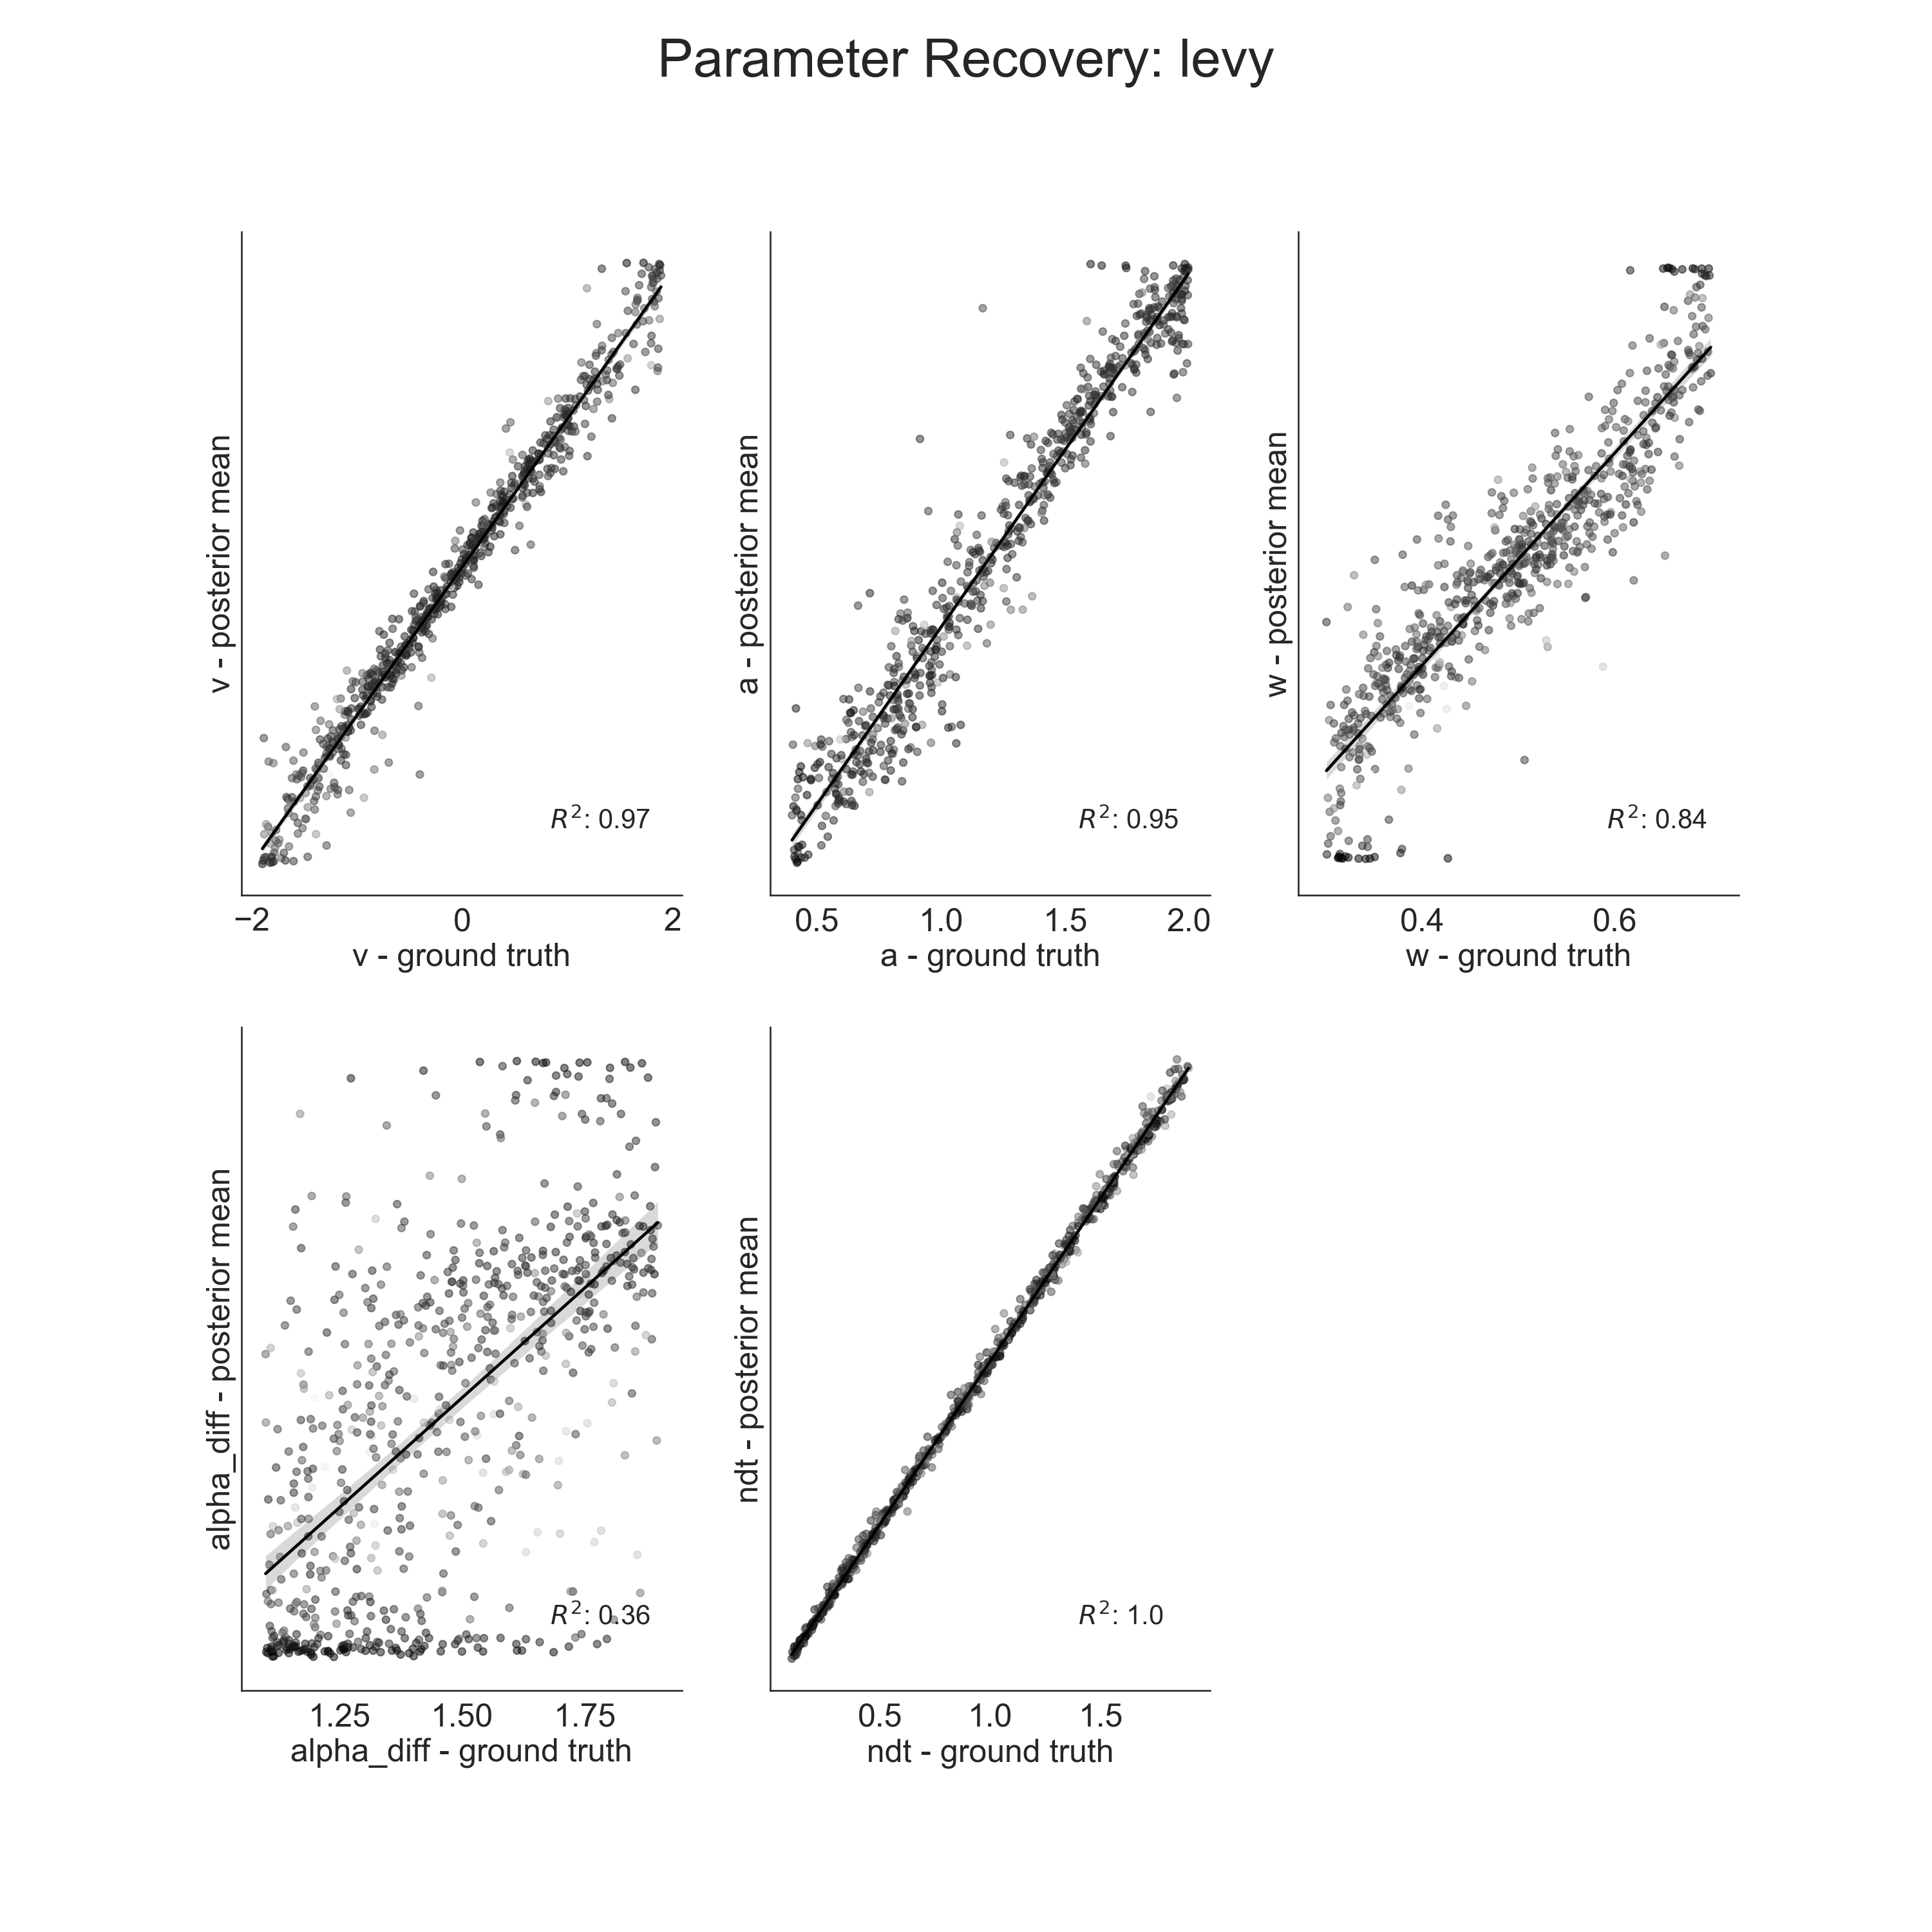 Parameter Recovery: levy
v - posterior mean
R²: 0.97
−2 0 2
v - ground truth
a - posterior mean
R²: 0.95
0.5 1.0 1.5 2.0
a - ground truth
w - posterior mean
R²: 0.84
0.4 0.6
w - ground truth
alpha_diff - posterior mean
R²: 0.36
1.25 1.50 1.75
alpha_diff - ground truth
ndt - posterior mean
R²: 1.0
0.5 1.0 1.5
ndt - ground truth